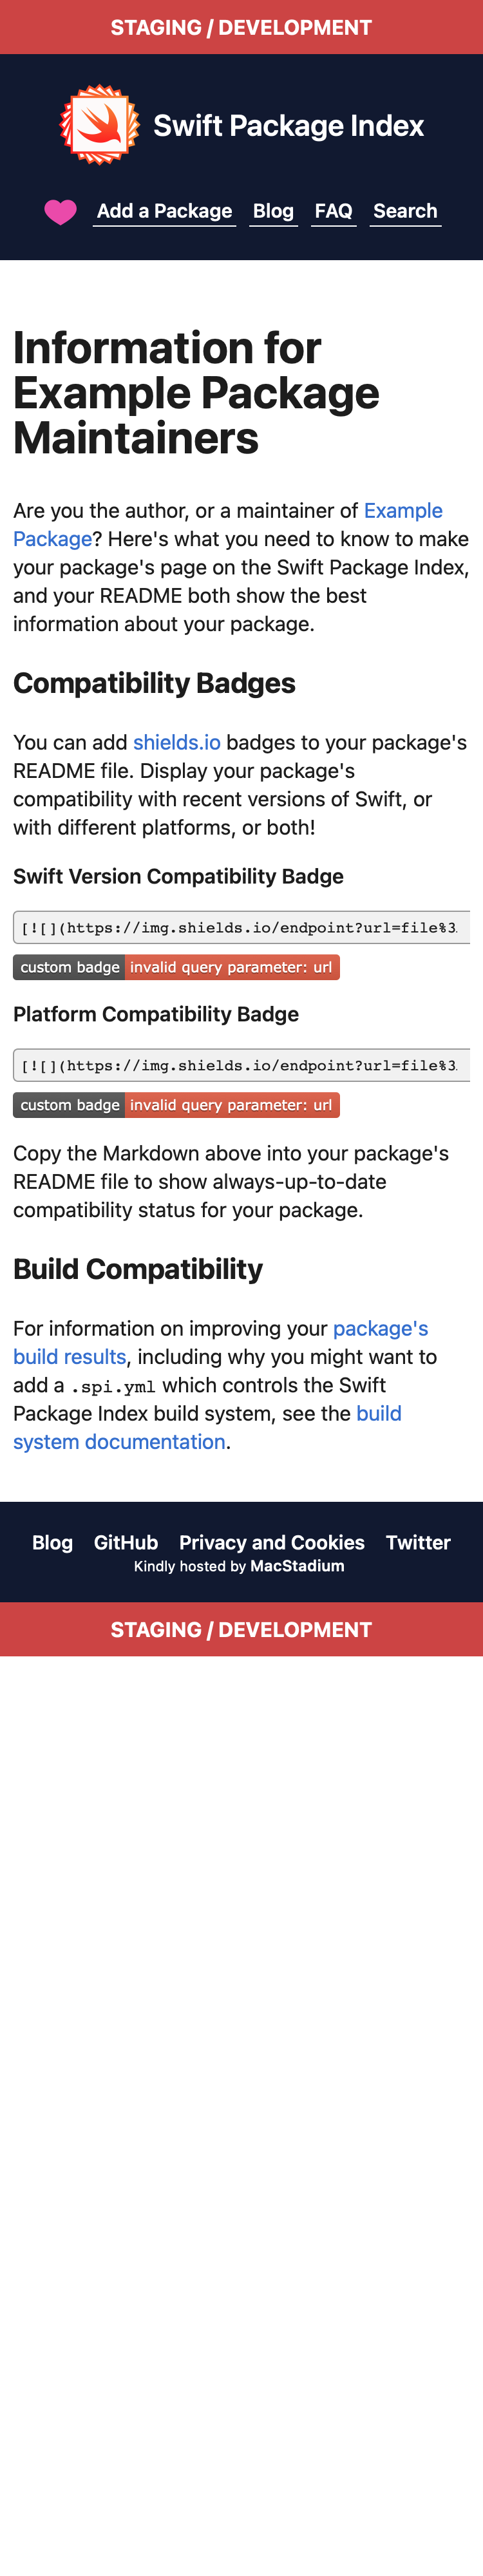 STAGING / DEVELOPMENT
Swift Package Index
Add a Package Blog FAQ Search
Information for
Example Package
Maintainers
Are you the author, or a maintainer of Example
Package? Here's what you need to know to make
your package's page on the Swift Package Index,
and your README both show the best
information about your package.
Compatibility Badges
You can add shields.io badges to your package's
README file. Display your package's
compatibility with recent versions of Swift, or
with different platforms, or both!
Swift Version Compatibility Badge
[![](https://img.shields.io/endpoint?url=file%3
custom badge invalid query parameter: url
Platform Compatibility Badge
[![](https://img.shields.io/endpoint?url=file%3
custom badge invalid query parameter: url
Copy the Markdown above into your package's
README file to show always-up-to-date
compatibility status for your package.
Build Compatibility
For information on improving your package's
build results, including why you might want to
add a .spi.yml which controls the Swift
Package Index build system, see the build
system documentation.
Blog GitHub Privacy and Cookies Twitter
Kindly hosted by MacStadium
STAGING / DEVELOPMENT